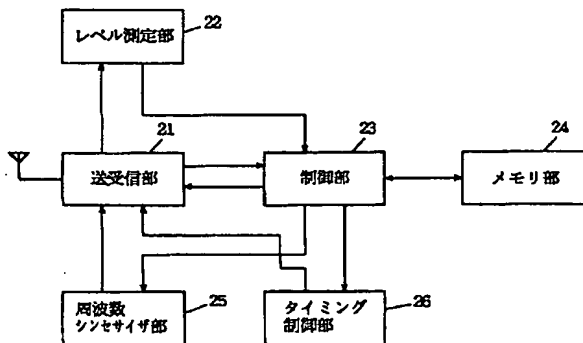 レベル測定部
22
21
送受信部
23
制御部
24
メモリ部
周波数
シンセサイザ部
25
タイミング
制御部
26